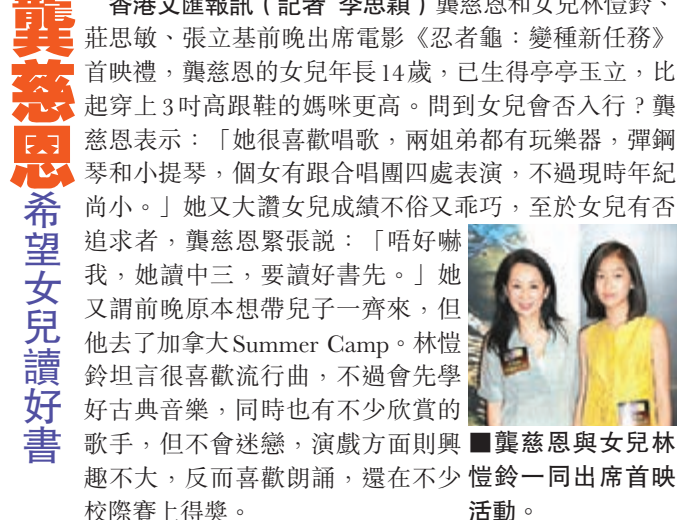 龔慈恩
希望女兒讀好書
香港文匯報訊（記者 李思穎）龔慈恩和女兒林愷鈴、
莊思敏、張立基前晚出席電影《忍者龜：變種新任務》
首映禮，龔慈恩的女兒年長14歲，已生得亭亭玉立，比
起穿上3吋高跟鞋的媽咪更高。問到女兒會否入行？龔
慈恩表示：「她很喜歡唱歌，兩姐弟都有玩樂器，彈鋼
琴和小提琴，個女有跟合唱團四處表演，不過現時年紀
尚小。」她又大讚女兒成績不俗又乖巧，至於女兒有否
追求者，龔慈恩緊張説：「唔好嚇
我，她讀中三，要讀好書先。」她
又謂前晚原本想帶兒子一齊來，但
他去了加拿大Summer Camp。林愷
鈴坦言很喜歡流行曲，不過會先學
好古典音樂，同時也有不少欣賞的
歌手，但不會迷戀，演戲方面則興
趣不大，反而喜歡朗誦，還在不少
校際賽上得獎。
■龔慈恩與女兒林
愷鈴一同出席首映
活動。